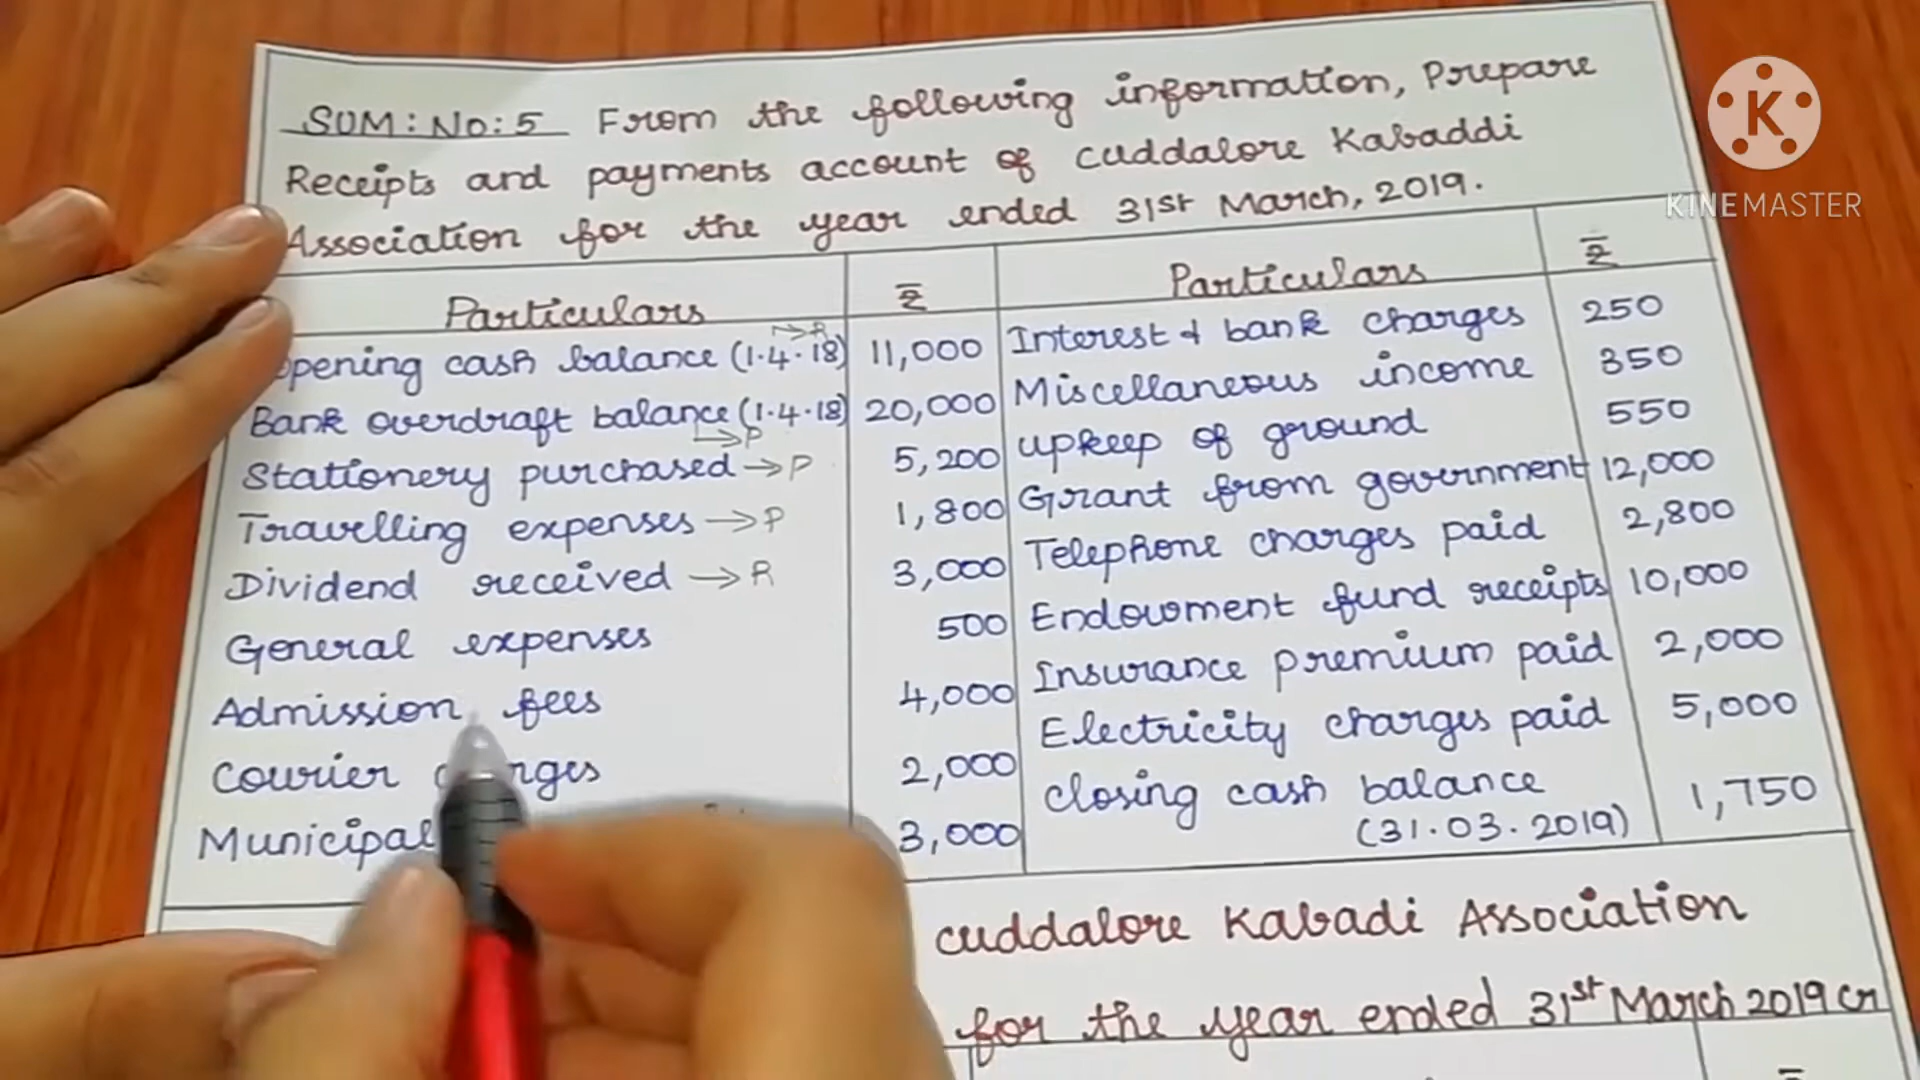 SUM: No: 5 From the following information, Prepare
Receipts and payments account of Cuddalore Kabaddi
Association for the year ended 31st March, 2019.
Particulars ₹ Particulars ₹
opening cash balance (1.4.18) →R 11,000 Interest & bank charges 250
Bank overdraft balance (1.4.18) →P 20,000 Miscellaneous income 350
Stationery purchased →P 5,200 upkeep of ground 550
Travelling expenses →P 1,800 Grant from government 12,000
Dividend received →R 3,000 Telephone charges paid 2,800
General expenses 500 Endowment fund receipts 10,000
Admission fees 4,000 Insurance premium paid 2,000
Courier 2,000 Electricity charges paid 5,000
Municipal 3,000 closing cash balance 1,750
(31.03.2019)
cuddalore Kabadi Association
for the year ended 31st March 2019 Cr
K
KINEMASTER